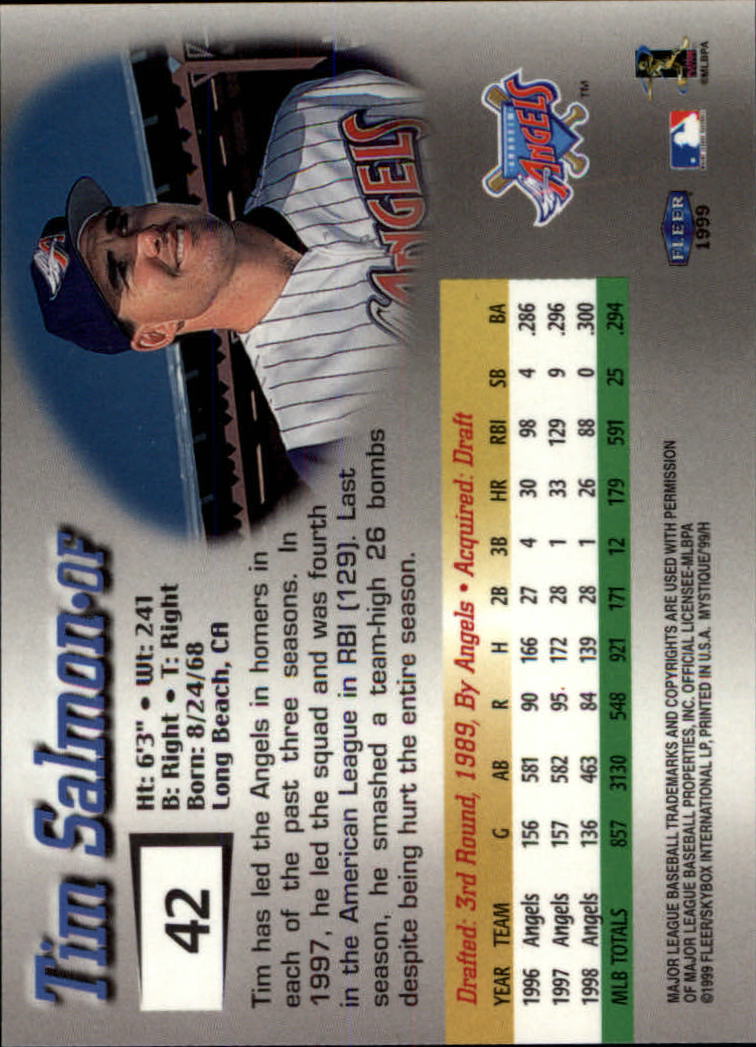 Tim Salmon•OF
42
Ht: 6'3" • Wt: 241
B: Right • T: Right
Born: 8/24/68
Long Beach, CA
Tim has led the Angels in homers in
each of the past three seasons. In
1997, he led the squad and was fourth
in the American League in RBI (129). Last
season, he smashed a team-high 26 bombs
despite being hurt the entire season.
ANGELS
Drafted: 3rd Round, 1989, By Angels • Acquired: Draft
YEAR TEAM G AB R H 2B 3B HR RBI SB BA
1996 Angels 156 581 90 166 27 4 30 98 4 .286
1997 Angels 157 582 95 172 28 1 33 129 9 .296
1998 Angels 136 463 84 139 28 1 26 88 0 .300
MLB TOTALS 857 3130 548 921 171 12 179 591 25 .294
ANAHEIM
ANGELS
TM
MAJOR LEAGUE BASEBALL TRADEMARKS AND COPYRIGHTS ARE USED WITH PERMISSION
OF MAJOR LEAGUE BASEBALL PROPERTIES, INC. OFFICIAL LICENSEE-MLBPA
©1999 FLEER/SKYBOX INTERNATIONAL LP, PRINTED IN U.S.A. MYSTIQUE/'99/H
FLEER
1999
©MLBPA